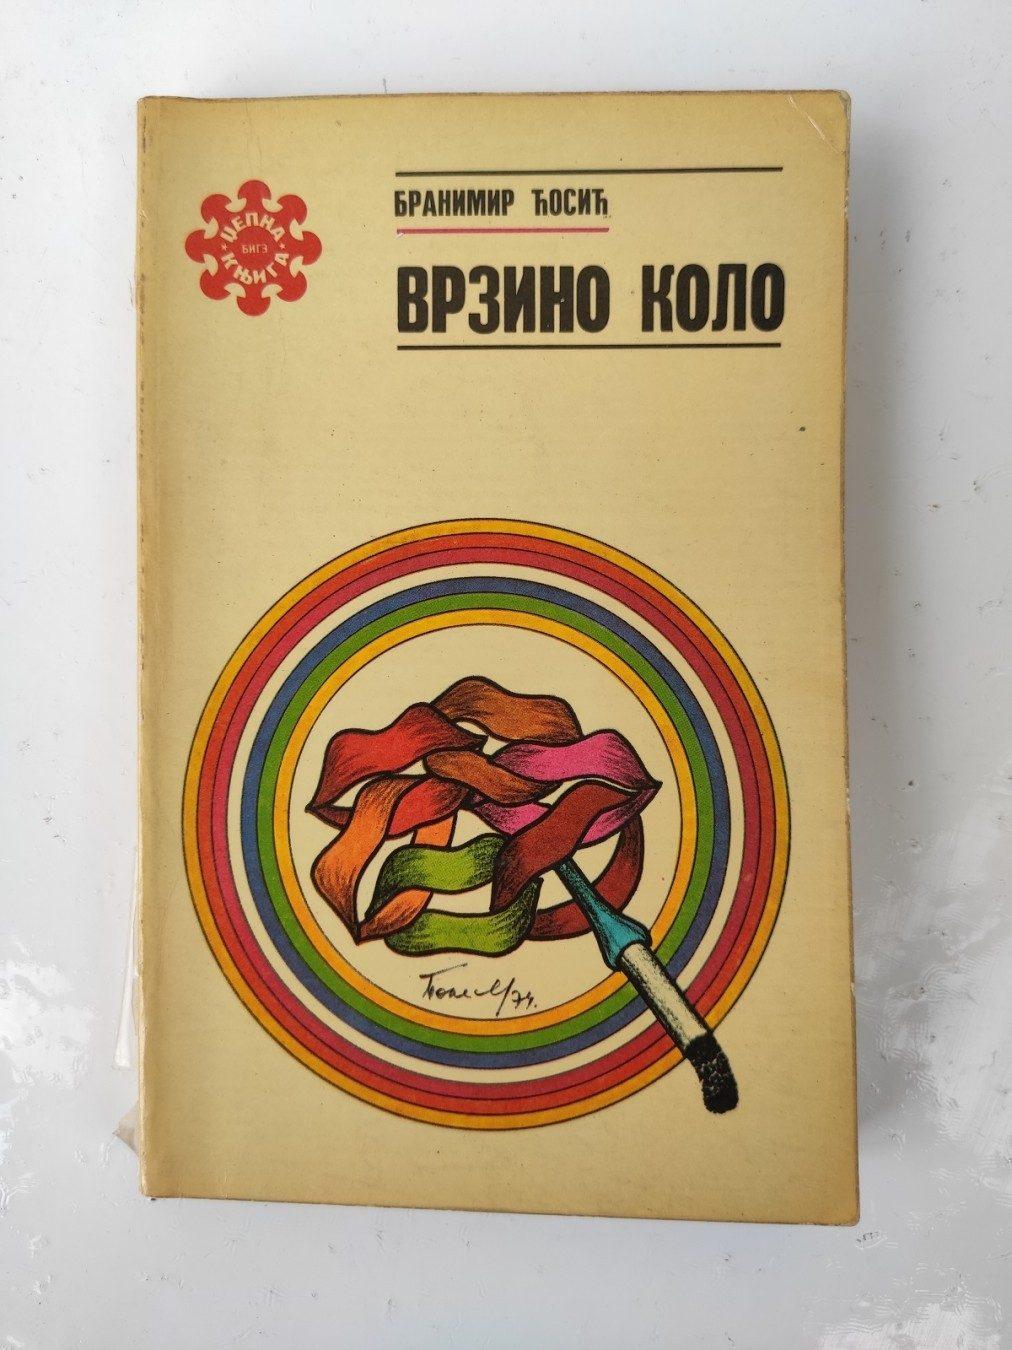 БРАНИМИР ЋОСИЋ
ВРЗИНО КОЛО
ЏЕПНА
БИГЗ
КЊИГА